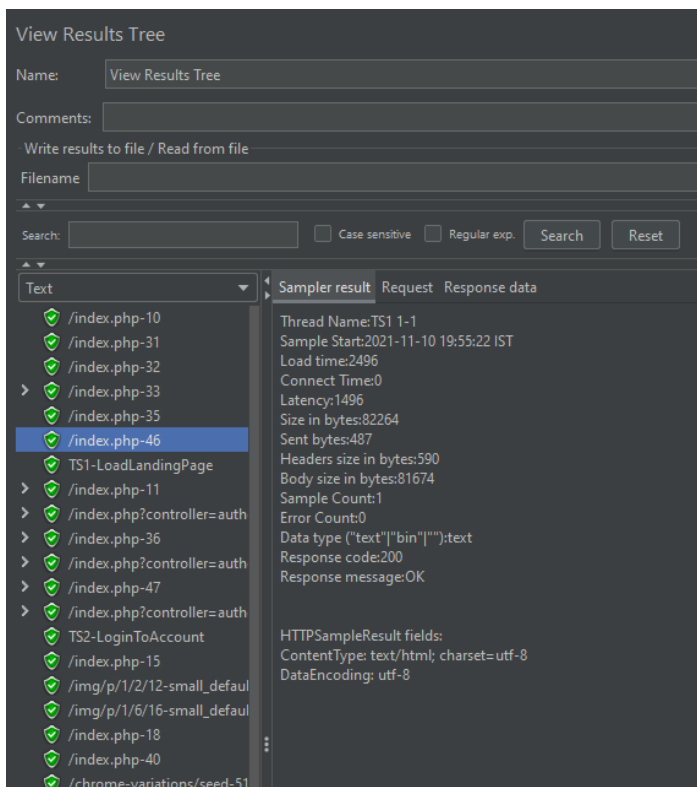 View Results Tree
Name: View Results Tree
Comments:
Write results to file / Read from file
Filename
Search: Case sensitive Regular exp. Search Reset
Text
/index.php-10
/index.php-31
/index.php-32
/index.php-33
/index.php-35
/index.php-46
TS1-LoadLandingPage
/index.php-11
/index.php?controller=auth
/index.php-36
/index.php?controller=auth
/index.php-47
/index.php?controller=auth
TS2-LoginToAccount
/index.php-15
/img/p/1/2/12-small_defaul
/img/p/1/6/16-small_defaul
/index.php-18
/index.php-40
/chrome-variations/seed-51
Sampler result Request Response data
Thread Name:TS1 1-1
Sample Start:2021-11-10 19:55:22 IST
Load time:2496
Connect Time:0
Latency:1496
Size in bytes:82264
Sent bytes:487
Headers size in bytes:590
Body size in bytes:81674
Sample Count:1
Error Count:0
Data type ("text"|"bin"|""):text
Response code:200
Response message:OK
HTTPSampleResult fields:
ContentType: text/html; charset=utf-8
DataEncoding: utf-8